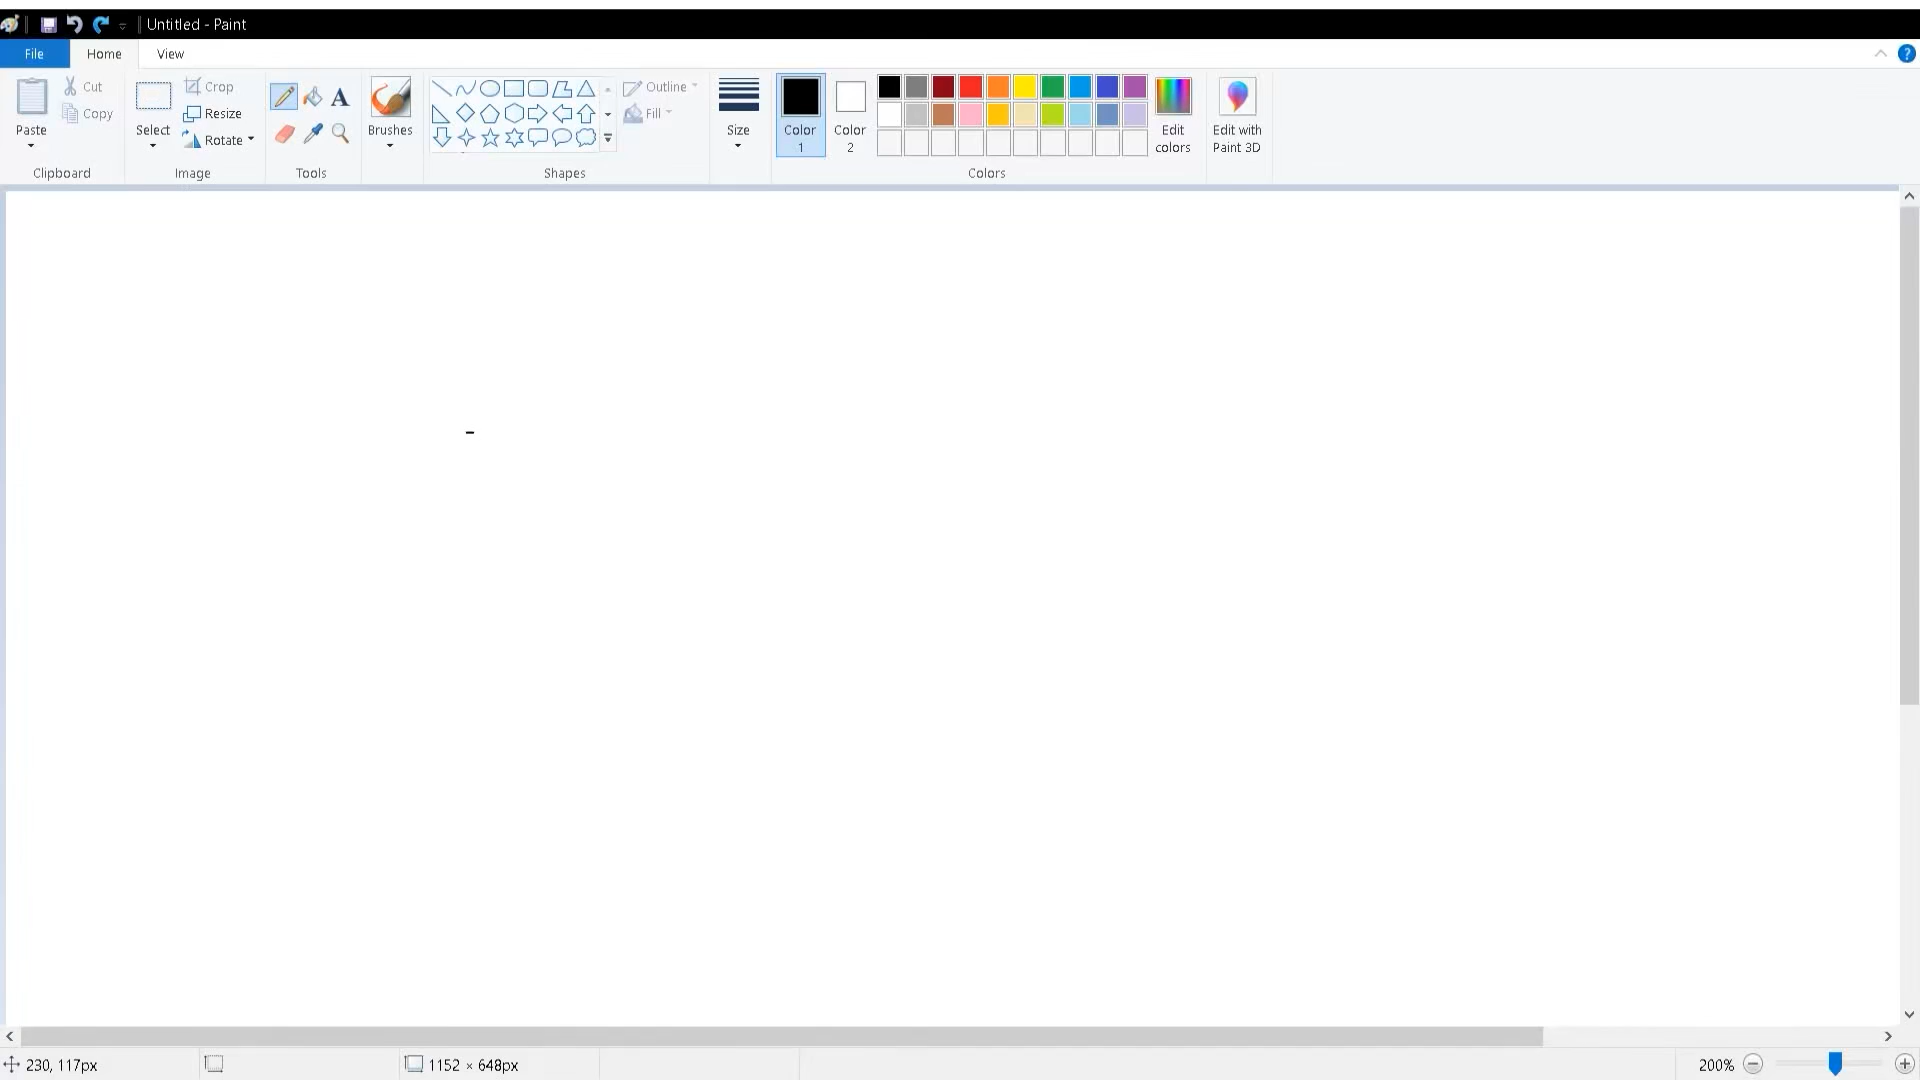 Untitled - Paint
File Home View
Paste Cut Copy Clipboard
Select Crop Resize Rotate Image
A
Tools
Brushes
Outline Fill Shapes
Size
Color 1
Color 2
Edit colors
Colors
Edit with Paint 3D
?
-
230, 117px 1152 × 648px 200%